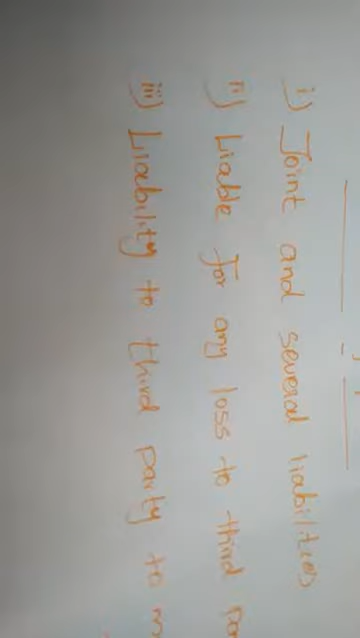 i) Joint and several liabilities
ii) Liable for any loss to third
iii) Liability to third party to